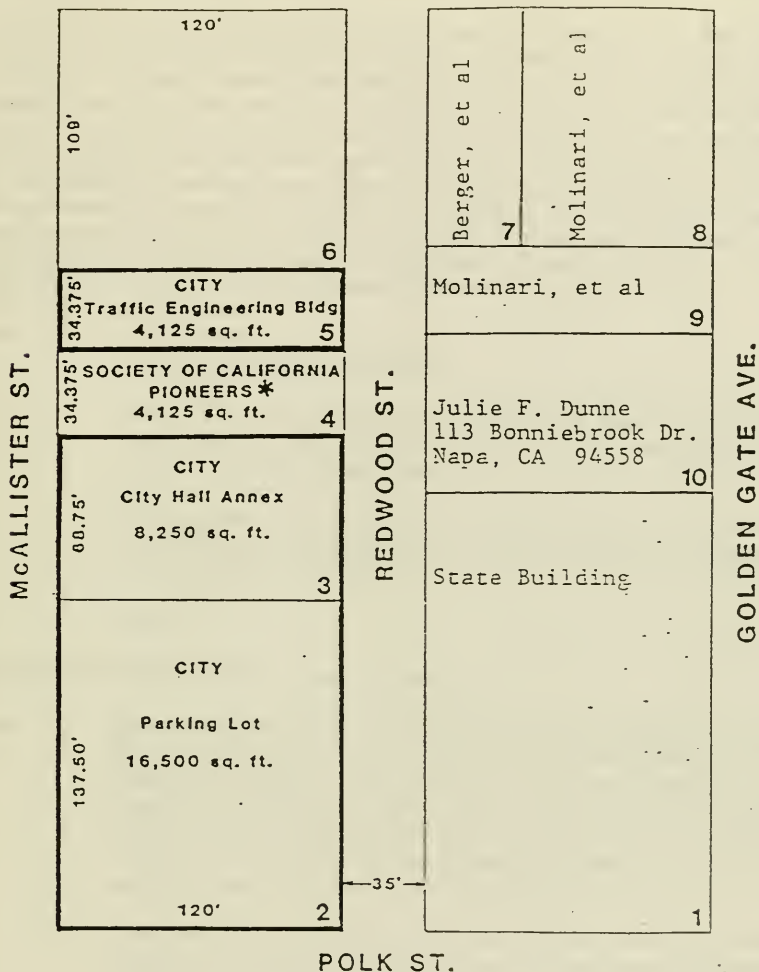 120'
109'
6
CITY
Traffic Engineering Bldg
4,125 sq. ft.
5
34.375'
SOCIETY OF CALIFORNIA
PIONEERS*
4,125 sq. ft.
4
34.375'
CITY
City Hall Annex
8,250 sq. ft.
3
68.75'
CITY
Parking Lot
16,500 sq. ft.
137.50'
120'
2
McALLISTER ST.
REDWOOD ST.
35'
Berger, et al
7
Molinari, et al
8
Molinari, et al
9
Julie F. Dunne
113 Bonniebrook Dr.
Napa, CA 94558
10
State Building
1
GOLDEN GATE AVE.
POLK ST.